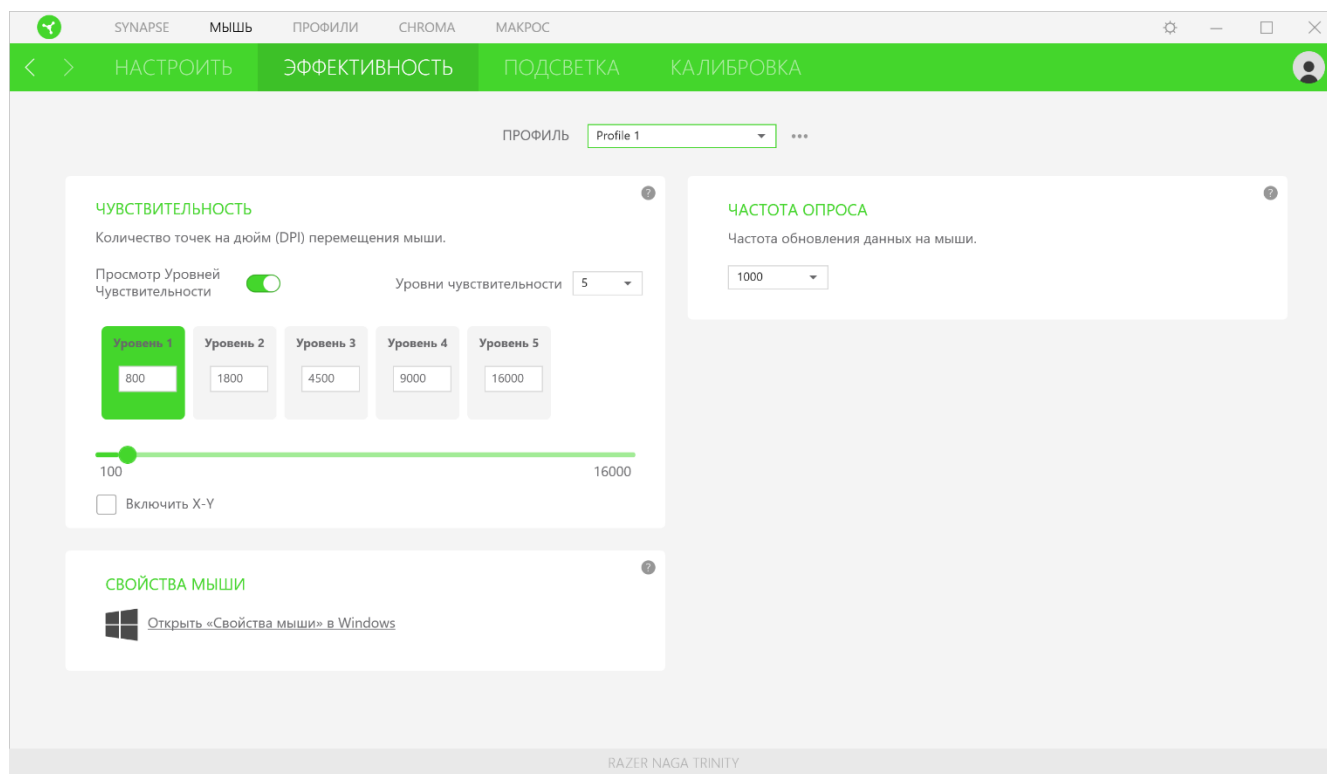 SYNAPSE МЫШЬ ПРОФИЛИ CHROMA МАКРОС
НАСТРОИТЬ ЭФФЕКТИВНОСТЬ ПОДСВЕТКА КАЛИБРОВКА
ПРОФИЛЬ Profile 1
ЧУВСТВИТЕЛЬНОСТЬ
Количество точек на дюйм (DPI) перемещения мыши.
Просмотр Уровней
Чувствительности
Уровни чувствительности 5
Уровень 1 Уровень 2 Уровень 3 Уровень 4 Уровень 5
800 1800 4500 9000 16000
100 16000
Включить X-Y
ЧАСТОТА ОПРОСА
Частота обновления данных на мыши.
1000
СВОЙСТВА МЫШИ
Открыть «Свойства мыши» в Windows
RAZER NAGA TRINITY